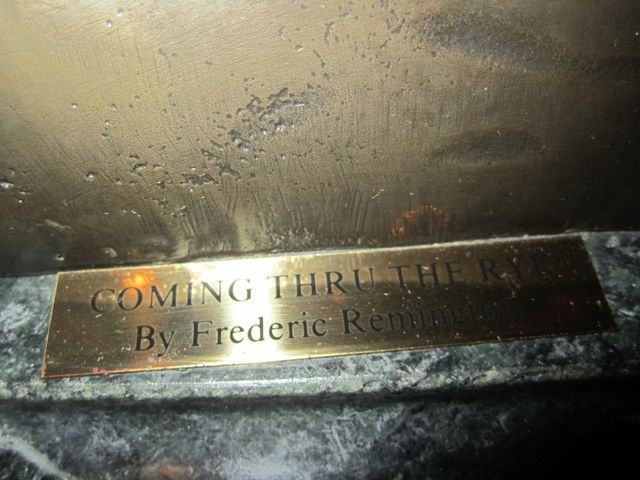 COMING THRU THE RYE
By Frederic Remington